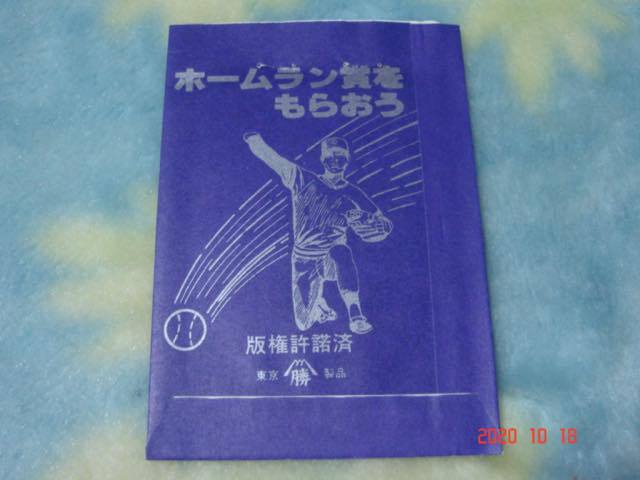 ホームラン賞を
もらおう
版権許諾済
東京 勝 製品
2020 10 18